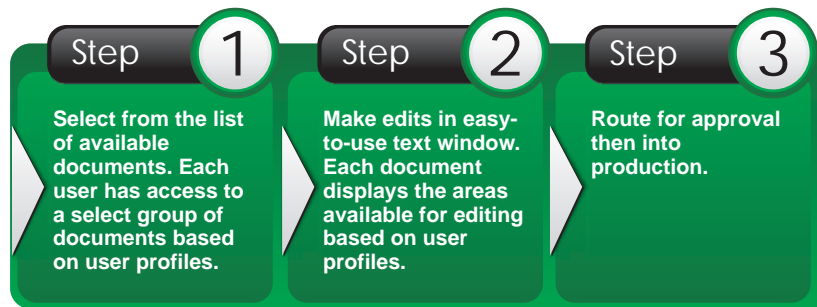 Step 1
Select from the list
of available
documents. Each
user has access to
a select group of
documents based
on user profiles.
Step 2
Make edits in easy-
to-use text window.
Each document
displays the areas
available for editing
based on user
profiles.
Step 3
Route for approval
then into
production.